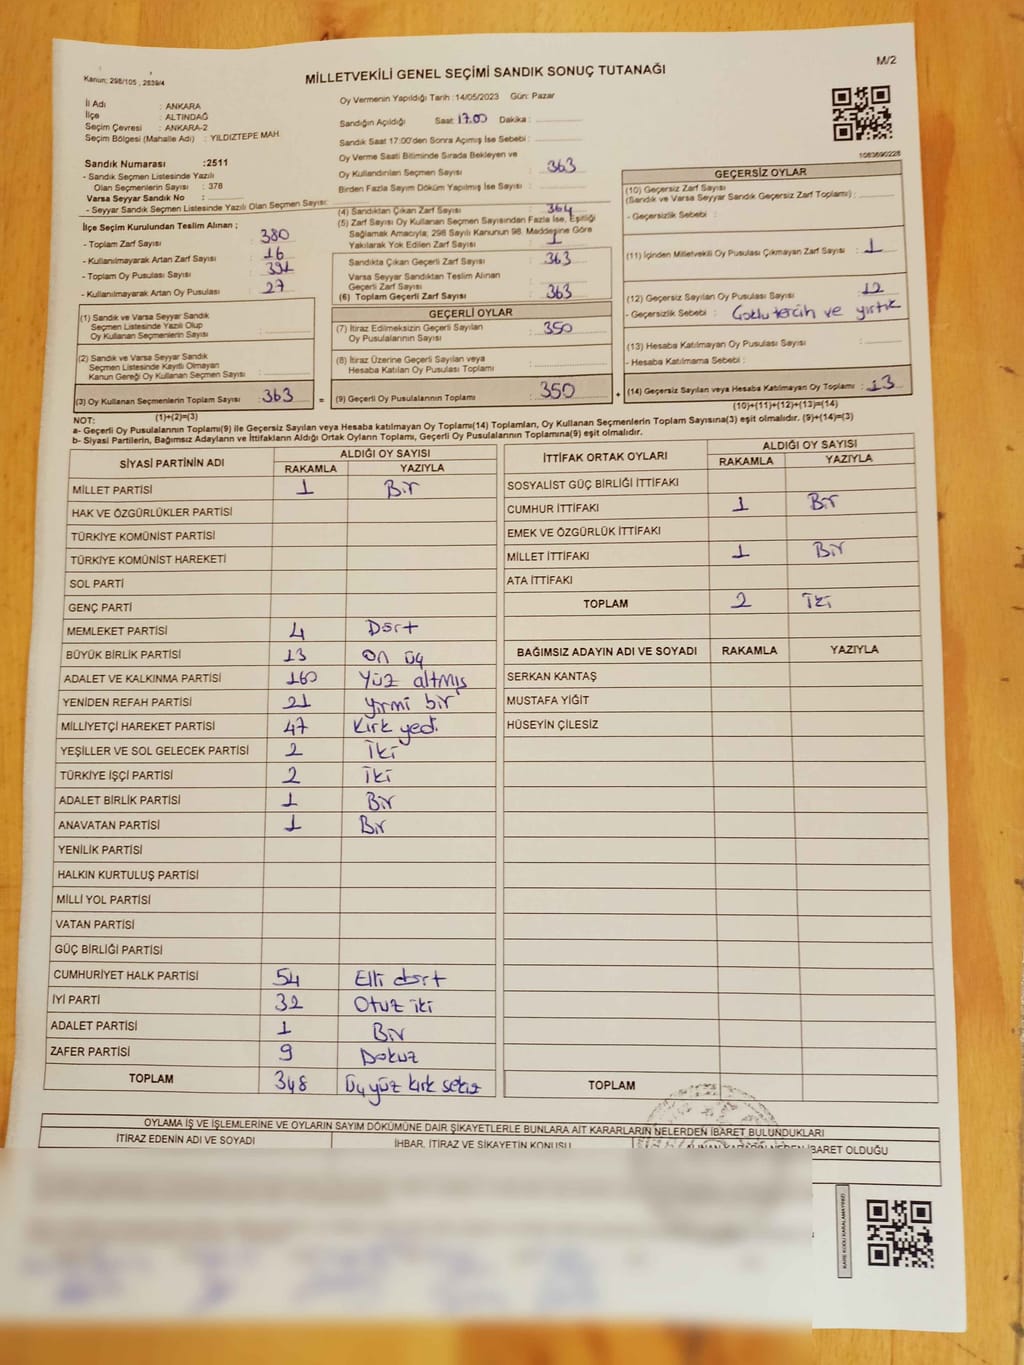 Kanun; 298/105 , 2839/4
MİLLETVEKİLİ GENEL SEÇİMİ SANDIK SONUÇ TUTANAĞI
M/2
İl Adı : ANKARA
İlçe : ALTINDAĞ
Seçim Çevresi : ANKARA-2
Seçim Bölgesi (Mahalle Adı) : YILDIZTEPE MAH.
Sandık Numarası :2511
- Sandık Seçmen Listesinde Yazılı
Olan Seçmenlerin Sayısı : 378
Varsa Seyyar Sandık No :
- Seyyar Sandık Seçmen Listesinde Yazılı Olan Seçmen Sayısı:
Oy Vermenin Yapıldığı Tarih :14/05/2023 Gün: Pazar
Sandığın Açıldığı Saat: 17.00 Dakika :
Sandık Saat 17:00'den Sonra Açımış İse Sebebi :
Oy Verme Saati Bitiminde Sırada Bekleyen ve
Oy Kullandırılan Seçmen Sayısı : 363
Birden Fazla Sayım Döküm Yapılmış İse Sayısı :
1083690228
İlçe Seçim Kurulundan Teslim Alınan ;
- Toplam Zarf Sayısı : 380
- Kullanılmayarak Artan Zarf Sayısı : 16
- Toplam Oy Pusulası Sayısı : 391
- Kullanılmayarak Artan Oy Pusulası : 27
(4) Sandıktan Çıkan Zarf Sayısı : 364
(5) Zarf Sayısı Oy Kullanan Seçmen Sayısından Fazla İse, Eşitliği
Sağlamak Amacıyla; 298 Sayılı Kanunun 98. Maddesine Göre
Yakılarak Yok Edilen Zarf Sayısı : 1
Sandıkta Çıkan Geçerli Zarf Sayısı : 363
Varsa Seyyar Sandıktan Teslim Alınan
Geçerli Zarf Sayısı :
(6) Toplam Geçerli Zarf Sayısı : 363
GEÇERSİZ OYLAR
(10) Geçersiz Zarf Sayısı
(Sandık ve Varsa Seyyar Sandık Geçersiz Zarf Toplamı) :
- Geçersizlik Sebebi :
(11) İçinden Milletvekili Oy Pusulası Çıkmayan Zarf Sayısı : 1
(12) Geçersiz Sayılan Oy Pusulası Sayısı : 12
- Geçersizlik Sebebi : Çoklu tercih ve yırtık
(13) Hesaba Katılmayan Oy Pusulası Sayısı :
- Hesaba Katılmama Sebebi :
(14) Geçersiz Sayılan veya Hesaba Katılmayan Oy Toplamı : 13
(1) Sandık ve Varsa Seyyar Sandık
Seçmen Listesinde Yazılı Olup
Oy Kullanan Seçmenlerin Sayısı :
(2) Sandık ve Varsa Seyyar Sandık
Seçmen Listesinde Kayıtlı Olmayan
Kanun Gereği Oy Kullanan Seçmen Sayısı :
(3) Oy Kullanan Seçmenlerin Toplam Sayısı : 363 =
GEÇERLİ OYLAR
(7) İtiraz Edilmeksizin Geçerli Sayılan
Oy Pusulalarının Sayısı : 350
(8) İtiraz Üzerine Geçerli Sayılan veya
Hesaba Katılan Oy Pusulası Toplamı :
(9) Geçerli Oy Pusulalarının Toplamı : 350 +
(1)+(2)=(3)
(10)+(11)+(12)+(13)=(14)
NOT:
a- Geçerli Oy Pusulalarının Toplamı(9) ile Geçersiz Sayılan veya Hesaba katılmayan Oy Toplamı(14) Toplamları, Oy Kullanan Seçmenlerin Toplam Sayısına(3) eşit olmalıdır. (9)+(14)=(3)
b- Siyasi Partilerin, Bağımsız Adayların ve İttifakların Aldığı Ortak Oyların Toplamı, Geçerli Oy Pusulalarının Toplamına(9) eşit olmalıdır.
SİYASİ PARTİNİN ADI ALDIĞI OY SAYISI
RAKAMLA YAZIYLA
MİLLET PARTİSİ 1 Bir
HAK VE ÖZGÜRLÜKLER PARTİSİ
TÜRKİYE KOMÜNİST PARTİSİ
TÜRKİYE KOMÜNİST HAREKETİ
SOL PARTİ
GENÇ PARTİ
MEMLEKET PARTİSİ 4 Dört
BÜYÜK BİRLİK PARTİSİ 13 On üç
ADALET VE KALKINMA PARTİSİ 160 Yüz altmış
YENİDEN REFAH PARTİSİ 21 yirmi bir
MİLLİYETÇİ HAREKET PARTİSİ 47 Kırk yedi
YEŞİLLER VE SOL GELECEK PARTİSİ 2 İki
TÜRKİYE İŞÇİ PARTİSİ 2 İki
ADALET BİRLİK PARTİSİ 1 Bir
ANAVATAN PARTİSİ 1 Bir
YENİLİK PARTİSİ
HALKIN KURTULUŞ PARTİSİ
MİLLİ YOL PARTİSİ
VATAN PARTİSİ
GÜÇ BİRLİĞİ PARTİSİ
CUMHURİYET HALK PARTİSİ 54 Elli dört
İYİ PARTİ 32 Otuz iki
ADALET PARTİSİ 1 Bir
ZAFER PARTİSİ 9 Dokuz
TOPLAM 348 Üçyüz kırk sekiz
İTTİFAK ORTAK OYLARI ALDIĞI OY SAYISI
RAKAMLA YAZIYLA
SOSYALİST GÜÇ BİRLİĞİ İTTİFAKI
CUMHUR İTTİFAKI 1 Bir
EMEK VE ÖZGÜRLÜK İTTİFAKI
MİLLET İTTİFAKI 1 Bir
ATA İTTİFAKI
TOPLAM 2 İki
BAĞIMSIZ ADAYIN ADI VE SOYADI RAKAMLA YAZIYLA
SERKAN KANTAŞ
MUSTAFA YİĞİT
HÜSEYİN ÇİLESİZ
TOPLAM
OYLAMA İŞ VE İŞLEMLERİNE VE OYLARIN SAYIM DÖKÜMÜNE DAİR ŞİKAYETLERLE BUNLARA AİT KARARLARIN NELERDEN İBARET BULUNDUKLARI
İTİRAZ EDENİN ADI VE SOYADI İHBAR, İTİRAZ VE ŞİKAYETİN KONUSU ALINAN KARARIN NEDEN İBARET OLDUĞU
KARE KODU KARALAMAYINIZ!